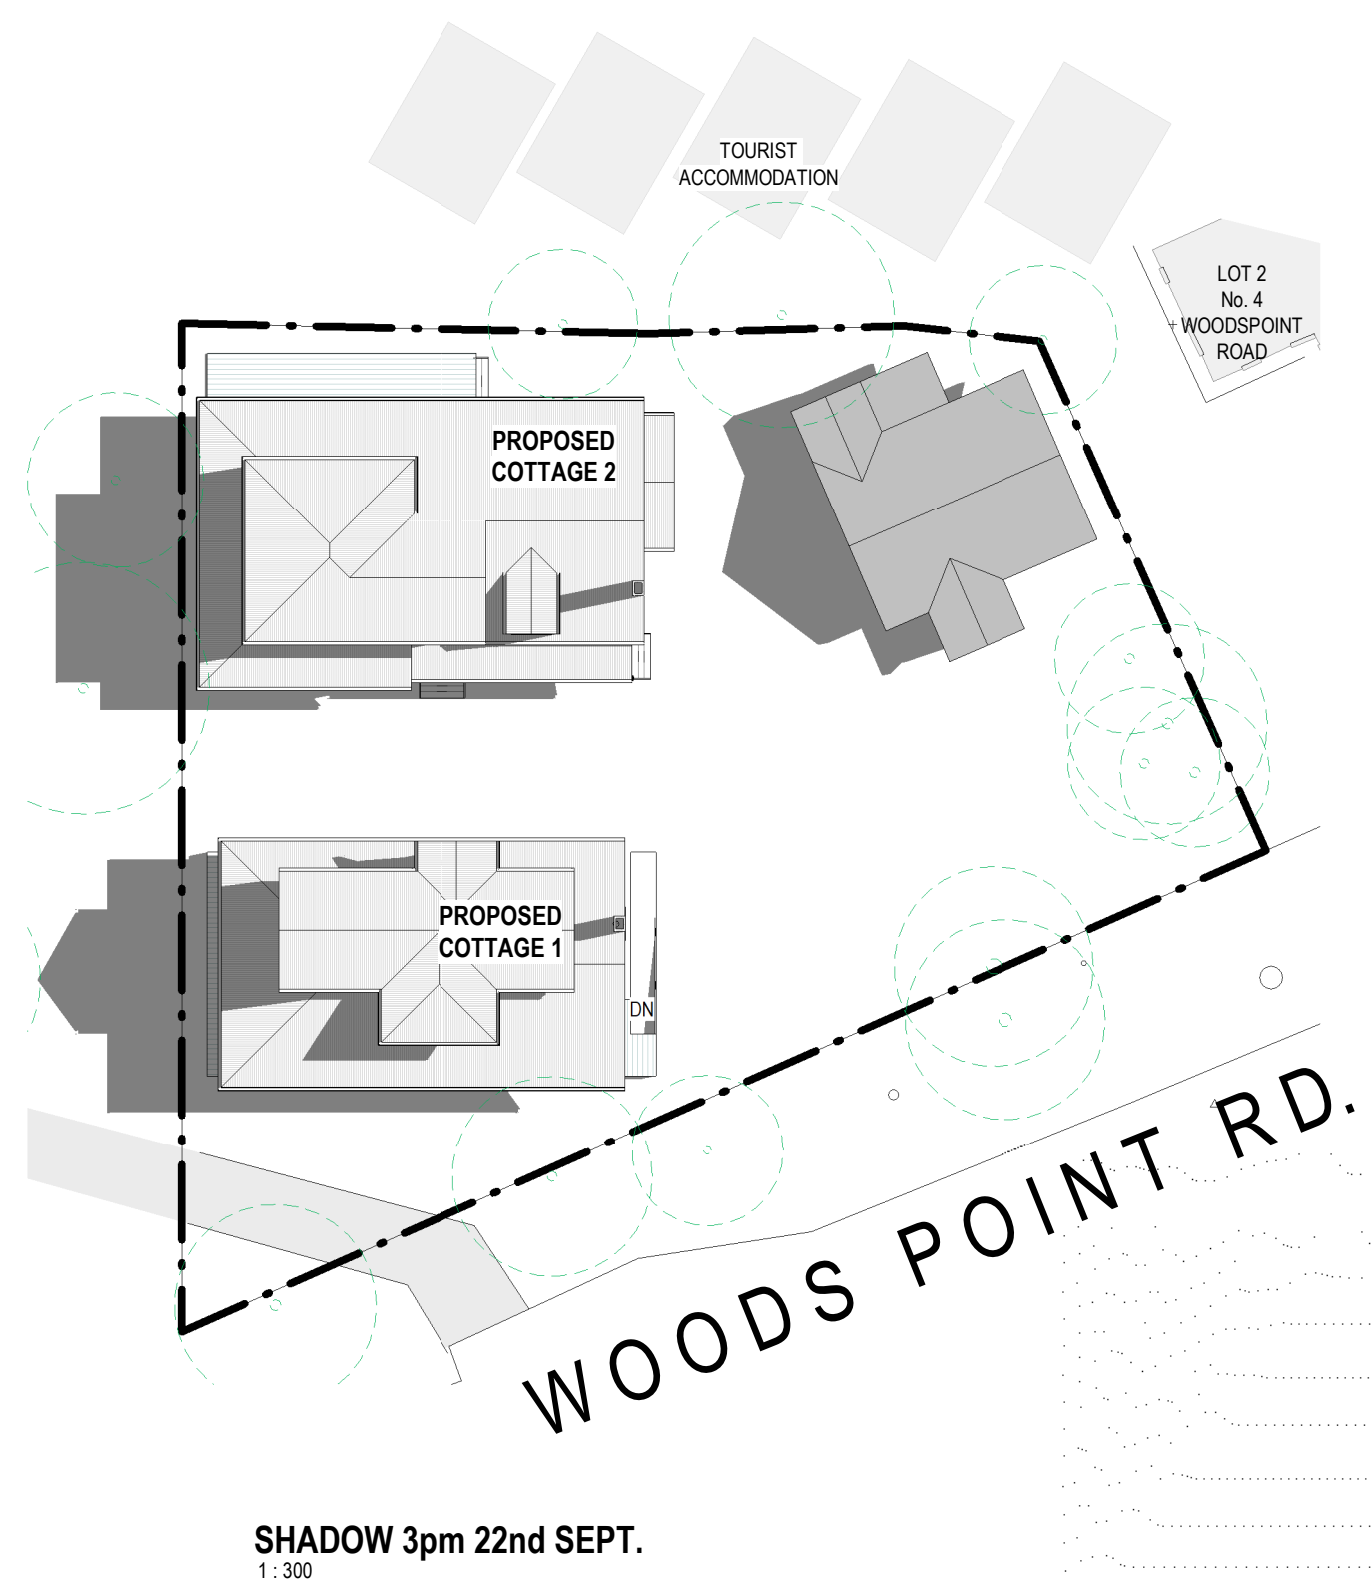 TOURIST
ACCOMMODATION
LOT 2
No. 4
WOODSPOINT
ROAD
PROPOSED
COTTAGE 2
PROPOSED
COTTAGE 1
DN
WOODS POINT RD.
SHADOW 3pm 22nd SEPT.
1 : 300